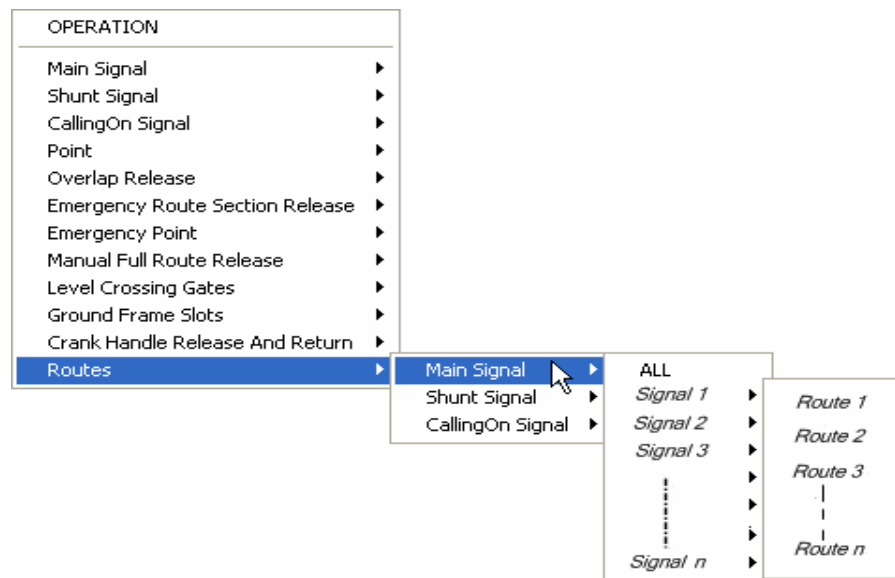 OPERATION
Main Signal
Shunt Signal
CallingOn Signal
Point
Overlap Release
Emergency Route Section Release
Emergency Point
Manual Full Route Release
Level Crossing Gates
Ground Frame Slots
Crank Handle Release And Return
Routes
Main Signal
Shunt Signal
CallingOn Signal
ALL
Signal 1
Signal 2
Signal 3
Signal n
Route 1
Route 2
Route 3
Route n